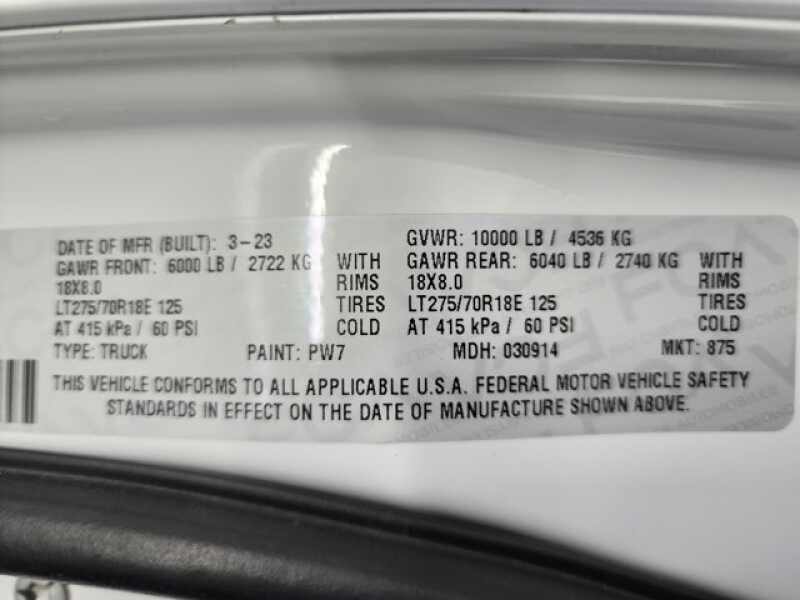 DATE OF MFR (BUILT): 3-23 GVWR: 10000 LB / 4536 KG
GAWR FRONT: 6000 LB / 2722 KG WITH GAWR REAR: 6040 LB / 2740 KG WITH
18X8.0 RIMS 18X8.0 RIMS
LT275/70R18E 125 TIRES LT275/70R18E 125 TIRES
AT 415 kPa / 60 PSI COLD AT 415 kPa / 60 PSI COLD
TYPE: TRUCK PAINT: PW7 MDH: 030914 MKT: 875
THIS VEHICLE CONFORMS TO ALL APPLICABLE U.S.A. FEDERAL MOTOR VEHICLE SAFETY
STANDARDS IN EFFECT ON THE DATE OF MANUFACTURE SHOWN ABOVE.